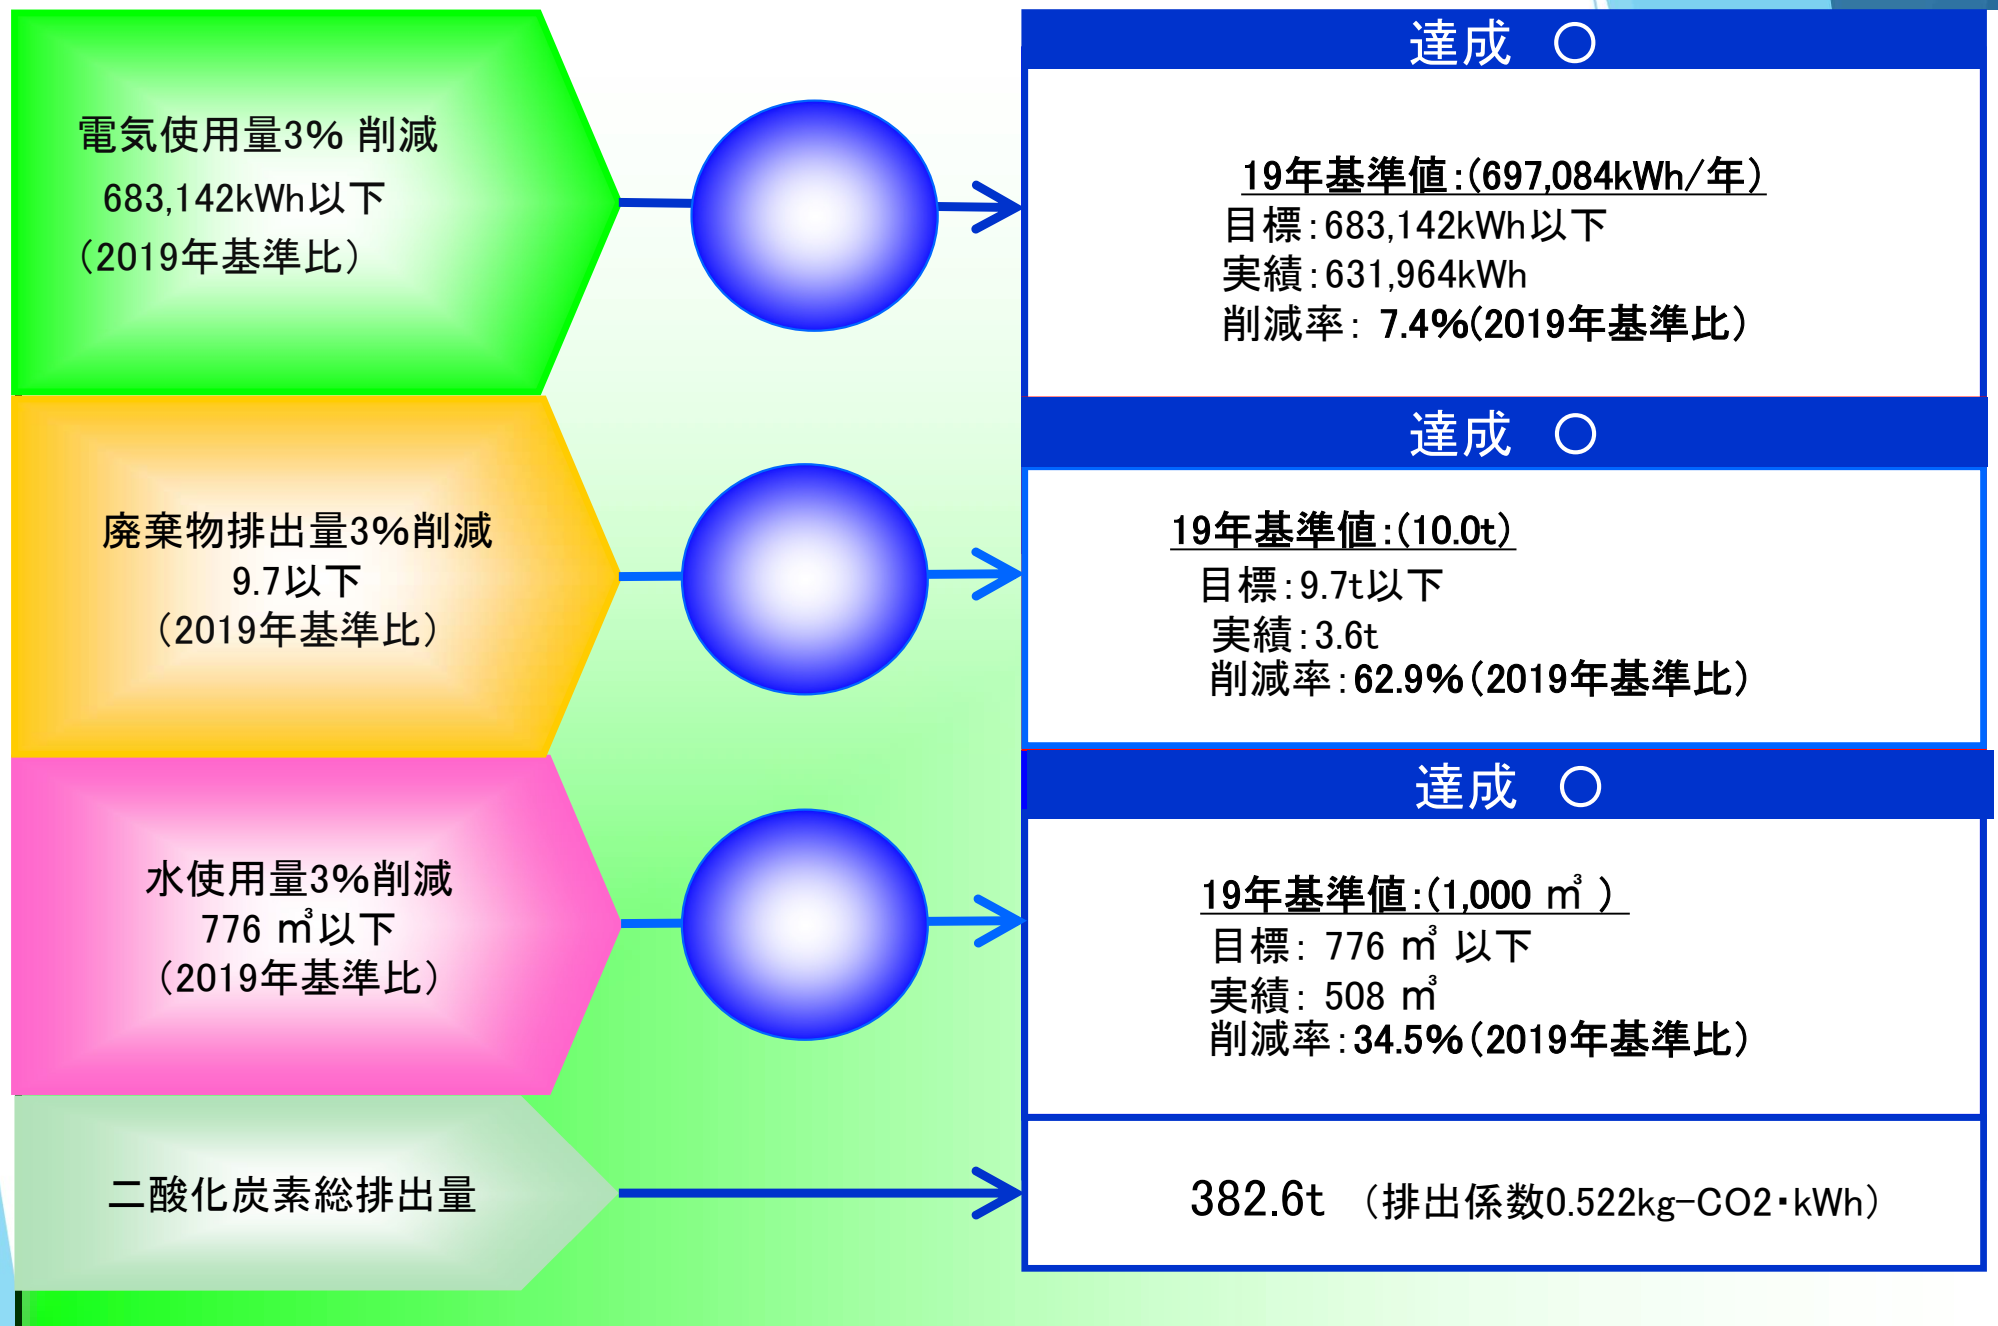 電気使用量3% 削減
683,142kWh以下
(2019年基準比)
達成 ○
19年基準値:(697,084kWh/年)
目標:683,142kWh以下
実績:631,964kWh
削減率: 7.4%(2019年基準比)
廃棄物排出量3%削減
9.7以下
(2019年基準比)
達成 ○
19年基準値:(10.0t)
目標:9.7t以下
実績:3.6t
削減率:62.9%(2019年基準比)
水使用量3%削減
776 ㎥以下
(2019年基準比)
達成 ○
19年基準値:(1,000 ㎥ )
目標: 776 ㎥ 以下
実績: 508 ㎥
削減率:34.5%(2019年基準比)
二酸化炭素総排出量
382.6t (排出係数0.522kg-CO2・kWh)